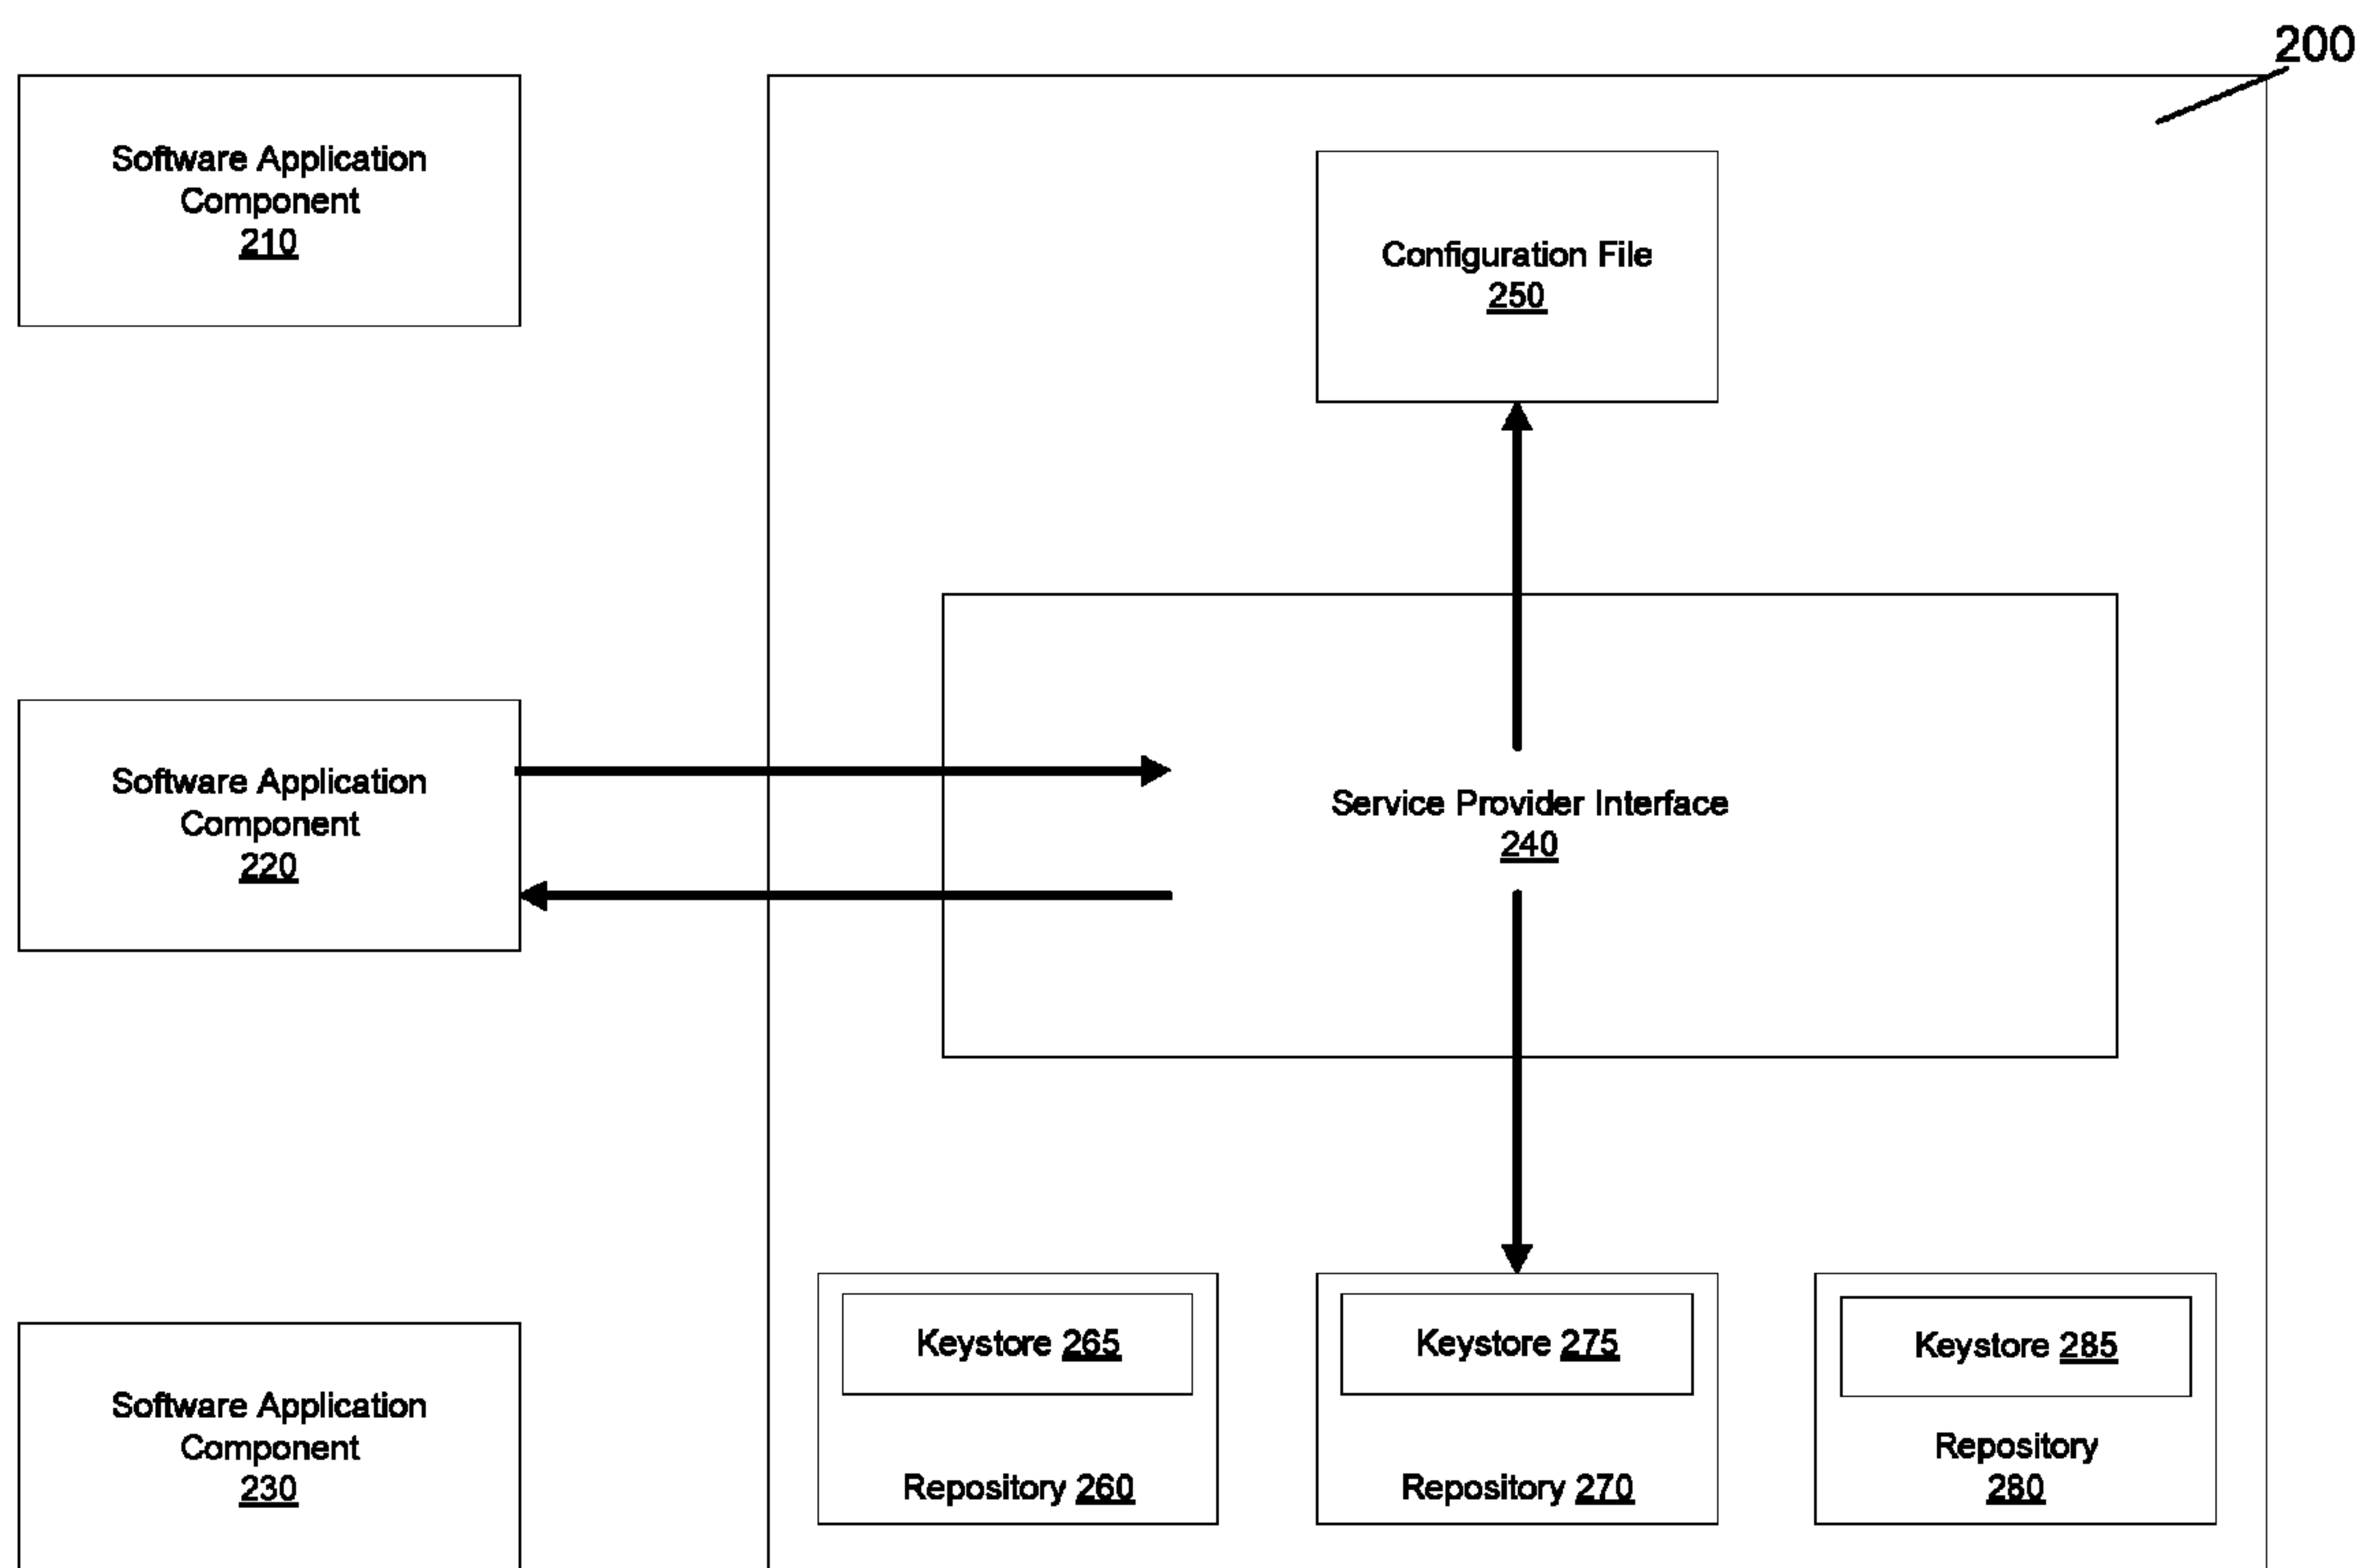 200
Software Application
Component
210
Configuration File
250
Software Application
Component
220
Service Provider Interface
240
Software Application
Component
230
Keystore 265
Repository 260
Keystore 275
Repository 270
Keystore 285
Repository
280